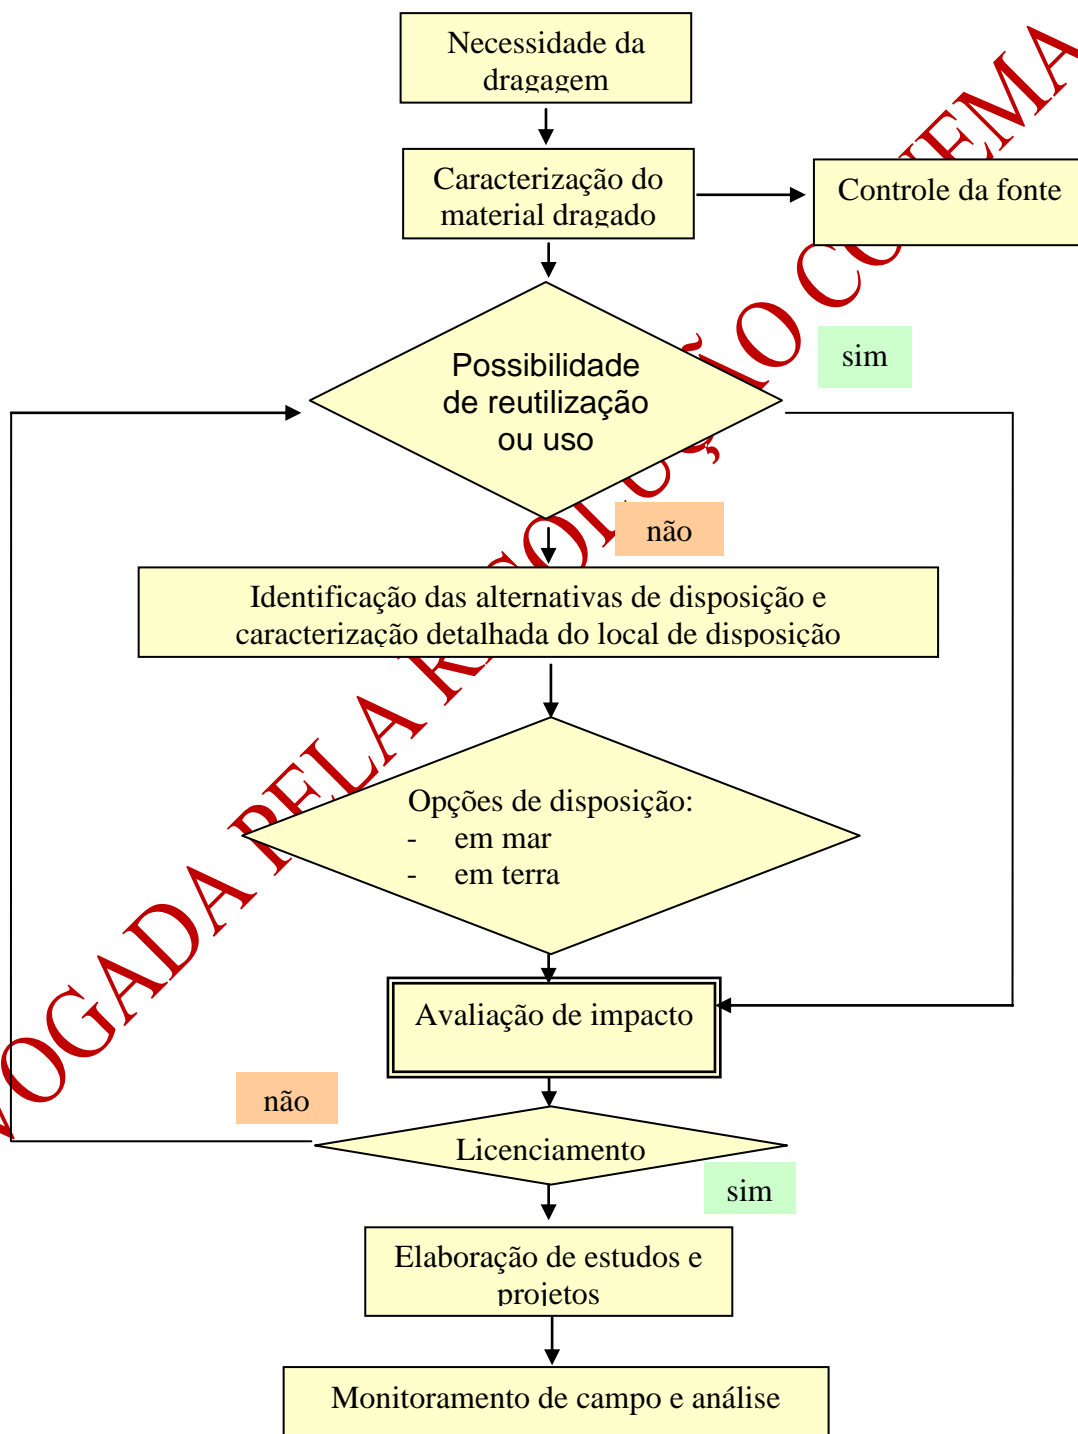 Necessidade da
dragagem
Caracterização do
material dragado
Controle da fonte
sim
Possibilidade
de reutilização
ou uso
não
Identificação das alternativas de disposição e
caracterização detalhada do local de disposição
Opções de disposição:
- em mar
- em terra
Avaliação de impacto
não
Licenciamento
sim
Elaboração de estudos e
projetos
Monitoramento de campo e análise
PELA